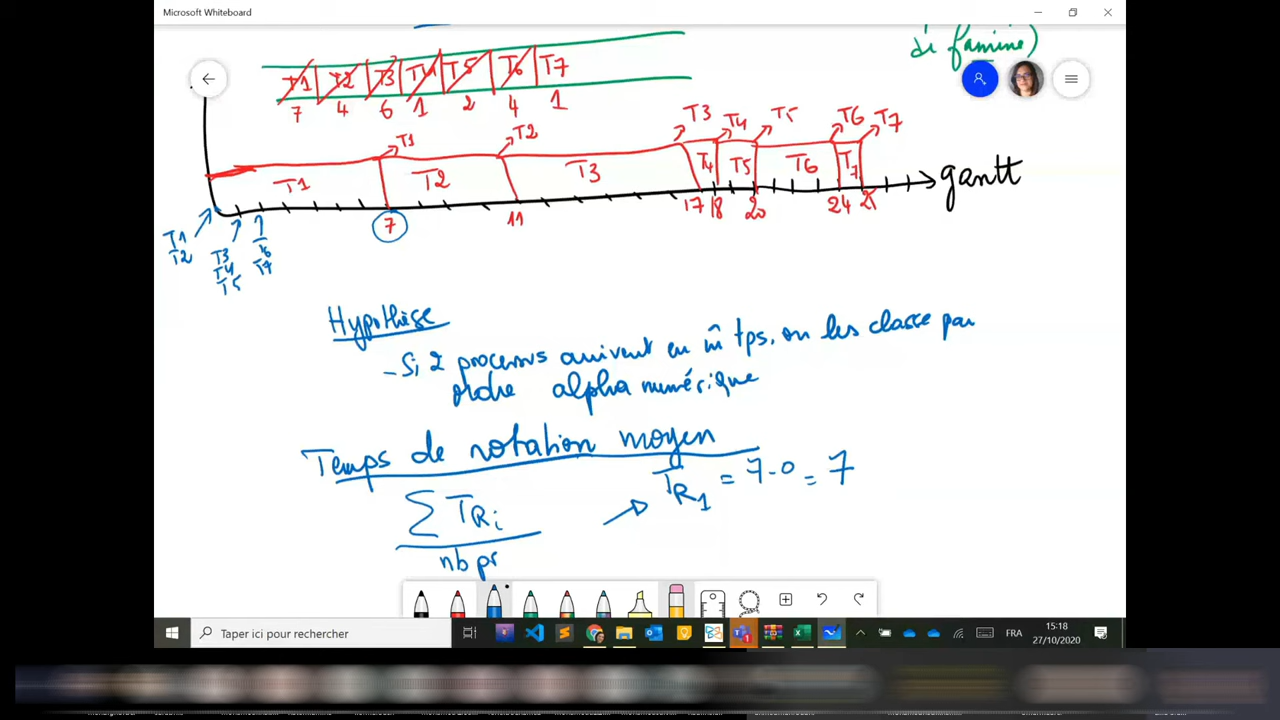 Microsoft Whiteboard
de famine)
T1 T2 T3 T4 T5 T6 T7
7 4 6 1 2 4 1
T1 T2 T3 T4 T5 T6 T7
T1 T2 T3 T4 T5 T6 T7
gantt
7 11 17 18 20 24 25
T1
T2
T3
T4
T5
T6
T7
Hypothèse
- Si 2 processus arrivent en m̂ tps, on les classe par
ordre alpha numérique
Temps de rotation moyen
∑ TRi
nb pr
TR1 = 7-0 = 7
Taper ici pour rechercher
FRA
15:18
27/10/2020